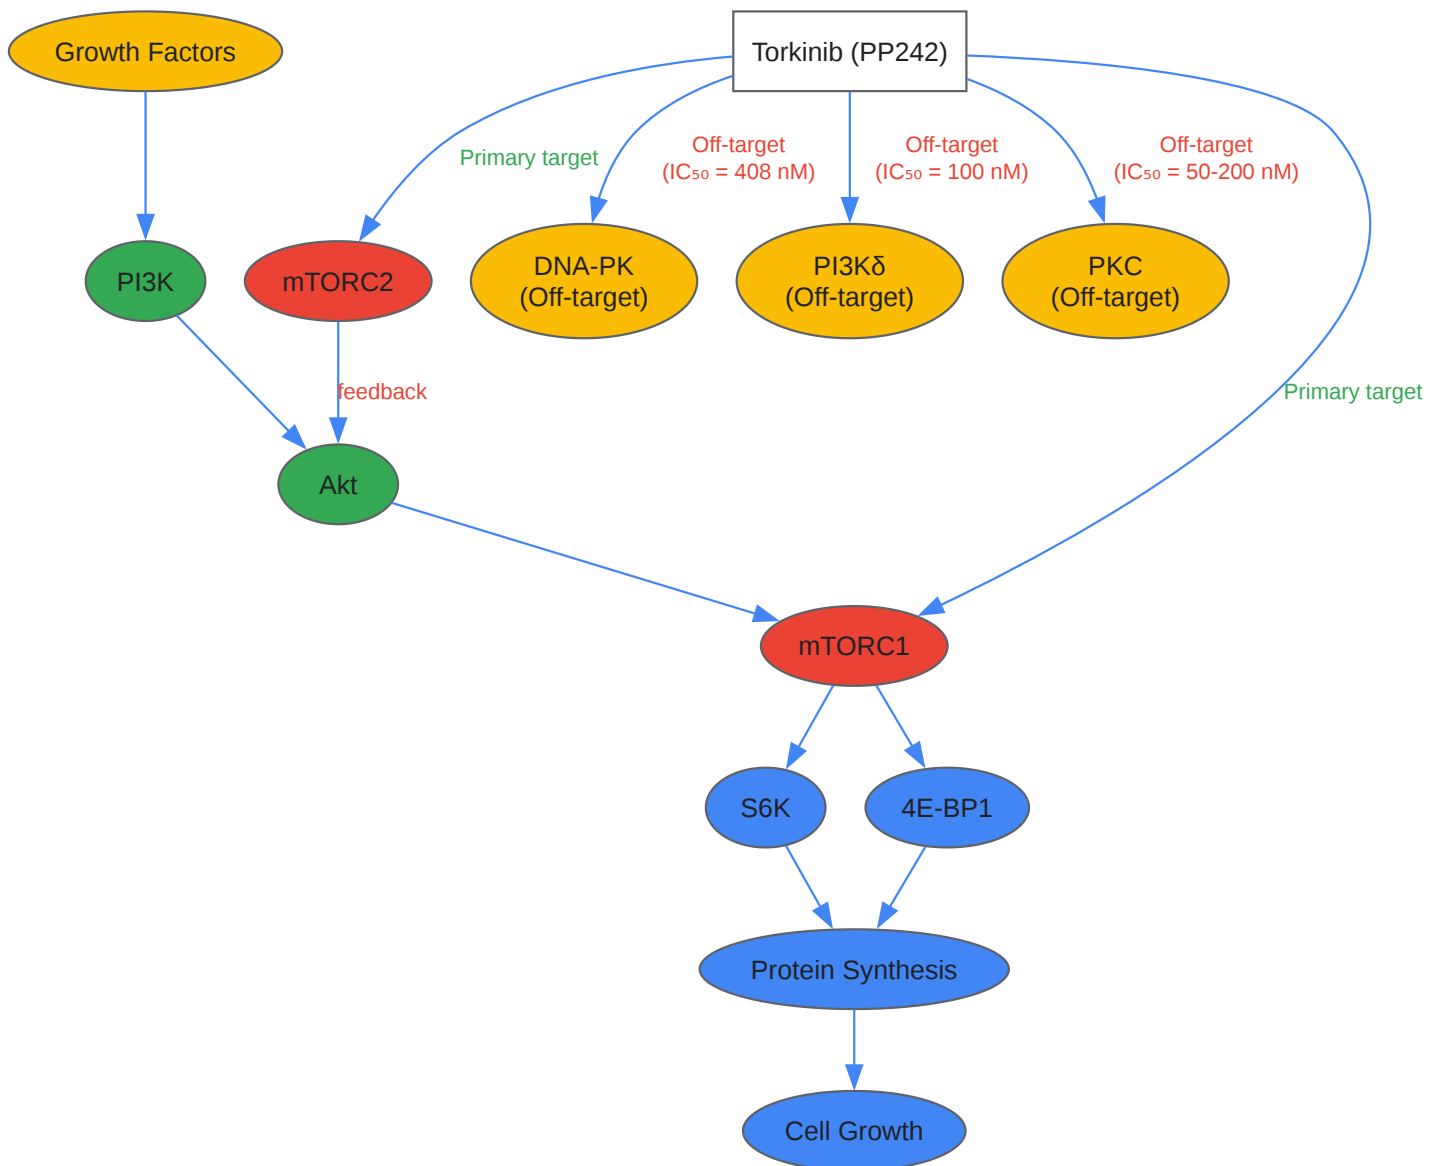 Growth Factors
Torkinib (PP242)
Primary target
Off-target
(IC₅₀ = 408 nM)
Off-target
(IC₅₀ = 100 nM)
Off-target
(IC₅₀ = 50-200 nM)
PI3K
mTORC2
DNA-PK
(Off-target)
PI3Kδ
(Off-target)
PKC
(Off-target)
feedback
Primary target
Akt
mTORC1
S6K
4E-BP1
Protein Synthesis
Cell Growth